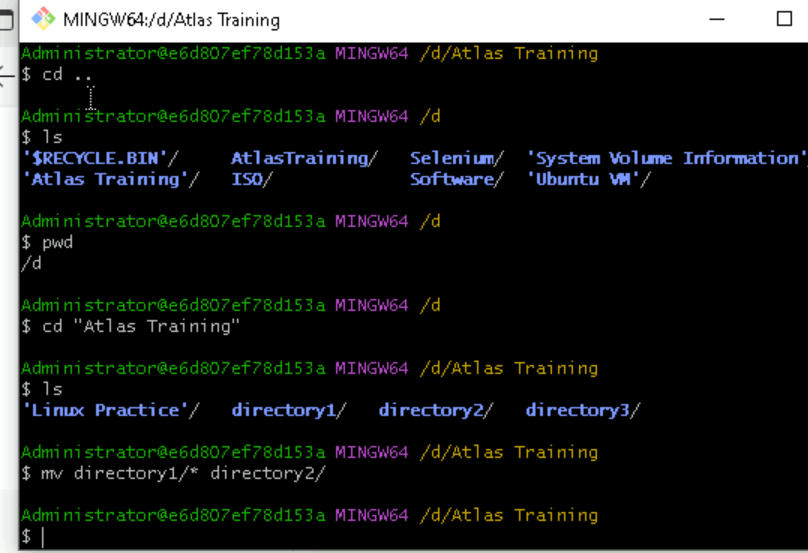 MINGW64:/d/Atlas Training
Administrator@e6d807ef78d153a MINGW64 /d/Atlas Training
$ cd ..
Administrator@e6d807ef78d153a MINGW64 /d
$ ls
'$RECYCLE.BIN'/ AtlasTraining/ Selenium/ 'System Volume Information'
'Atlas Training'/ ISO/ Software/ 'Ubuntu VM'/
Administrator@e6d807ef78d153a MINGW64 /d
$ pwd
/d
Administrator@e6d807ef78d153a MINGW64 /d
$ cd "Atlas Training"
Administrator@e6d807ef78d153a MINGW64 /d/Atlas Training
$ ls
'Linux Practice'/ directory1/ directory2/ directory3/
Administrator@e6d807ef78d153a MINGW64 /d/Atlas Training
$ mv directory1/* directory2/
Administrator@e6d807ef78d153a MINGW64 /d/Atlas Training
$